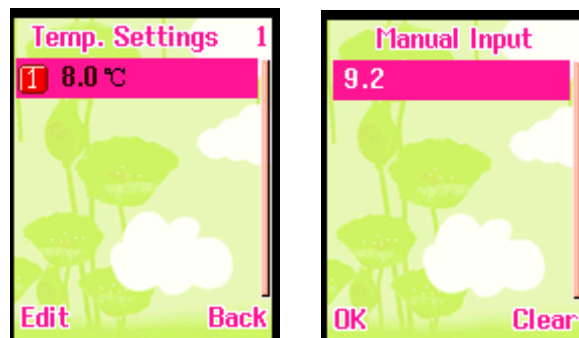 Temp. Settings 1
1 8.0 ℃
Edit Back
Manual Input
9.2
OK Clear